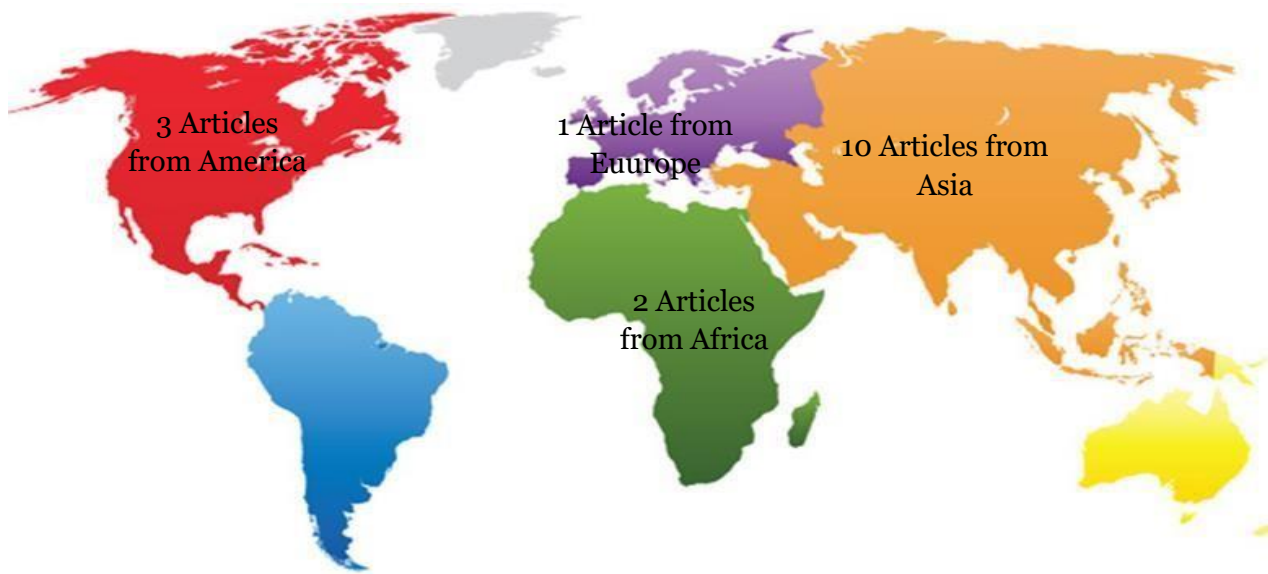 3 Articles
from America
1 Article from
Euurope
10 Articles from
Asia
2 Articles
from Africa